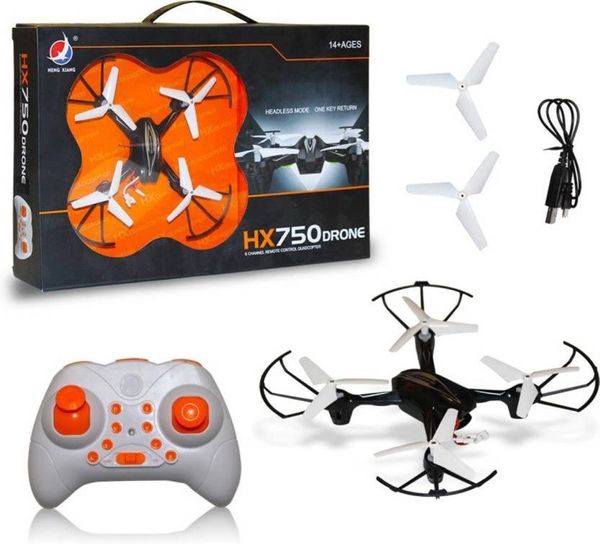 HENG XIANG
®
14+AGES
HX750DRONE
HEADLESS MODE ONE KEY RETURN
HX750DRONE
6 CHANNEL REMOTE CONTROL QUADCOPTER